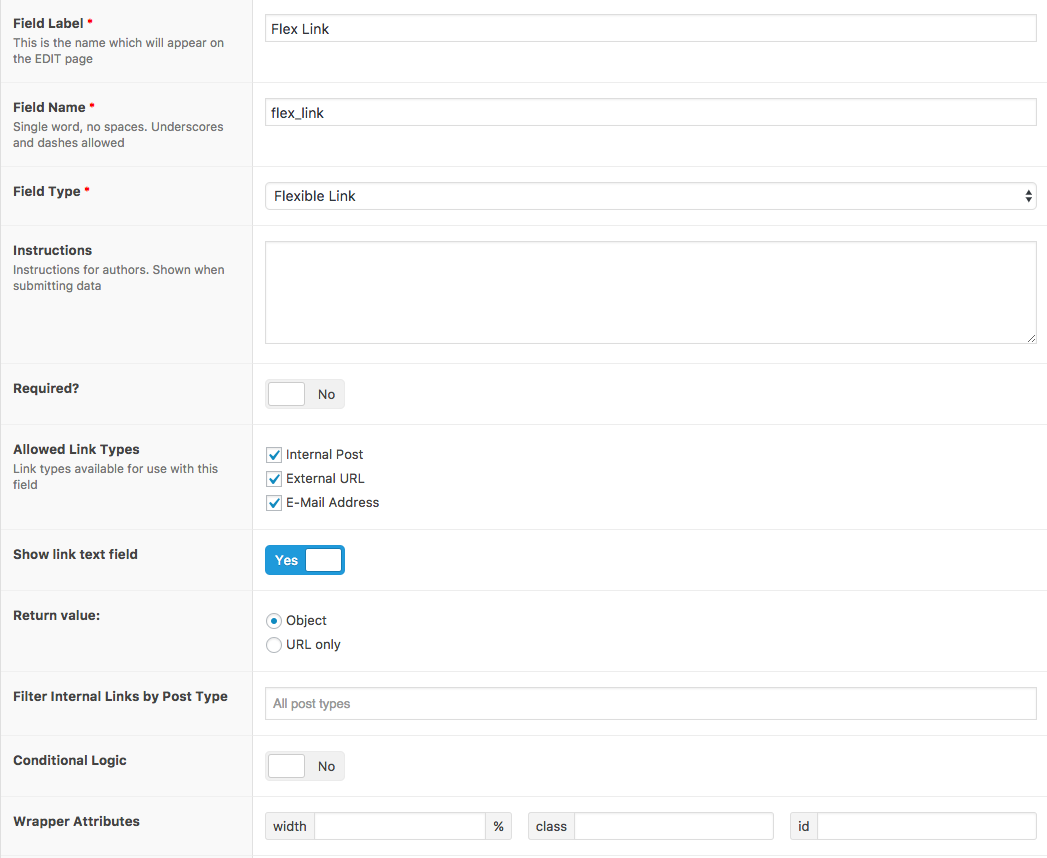 Field Label *
This is the name which will appear on
the EDIT page
Flex Link
Field Name *
Single word, no spaces. Underscores
and dashes allowed
flex_link
Field Type *
Flexible Link
Instructions
Instructions for authors. Shown when
submitting data
Required?
No
Allowed Link Types
Link types available for use with this
field
Internal Post
External URL
E-Mail Address
Show link text field
Yes
Return value:
Object
URL only
Filter Internal Links by Post Type
All post types
Conditional Logic
No
Wrapper Attributes
width % class id